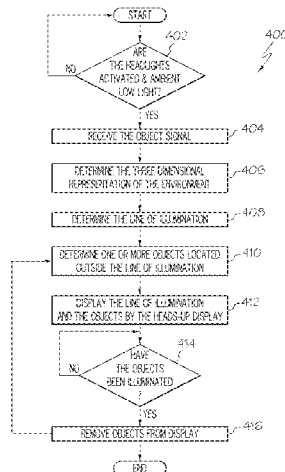 START
400
402
ARE
THE HEADLIGHTS
ACTIVATED & AMBIENT
LOW LIGHT?
NO
YES
RECEIVE THE OBJECT SIGNAL
404
DETERMINE THE THREE DIMENSIONAL
REPRESENTATION OF THE ENVIRONMENT
406
DETERMINE THE LINE OF ILLUMINATION
408
DETERMINE ONE OR MORE OBJECTS LOCATED
OUTSIDE THE LINE OF ILLUMINATION
410
DISPLAY THE LINE OF ILLUMINATION
AND THE OBJECTS BY THE HEADS-UP DISPLAY
412
414
HAVE
THE OBJECTS
BEEN ILLUMINATED
NO
YES
REMOVE OBJECTS FROM DISPLAY
416
END